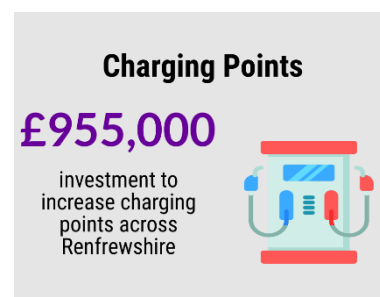 Charging Points
£955,000
investment to
increase charging
points across
Renfrewshire